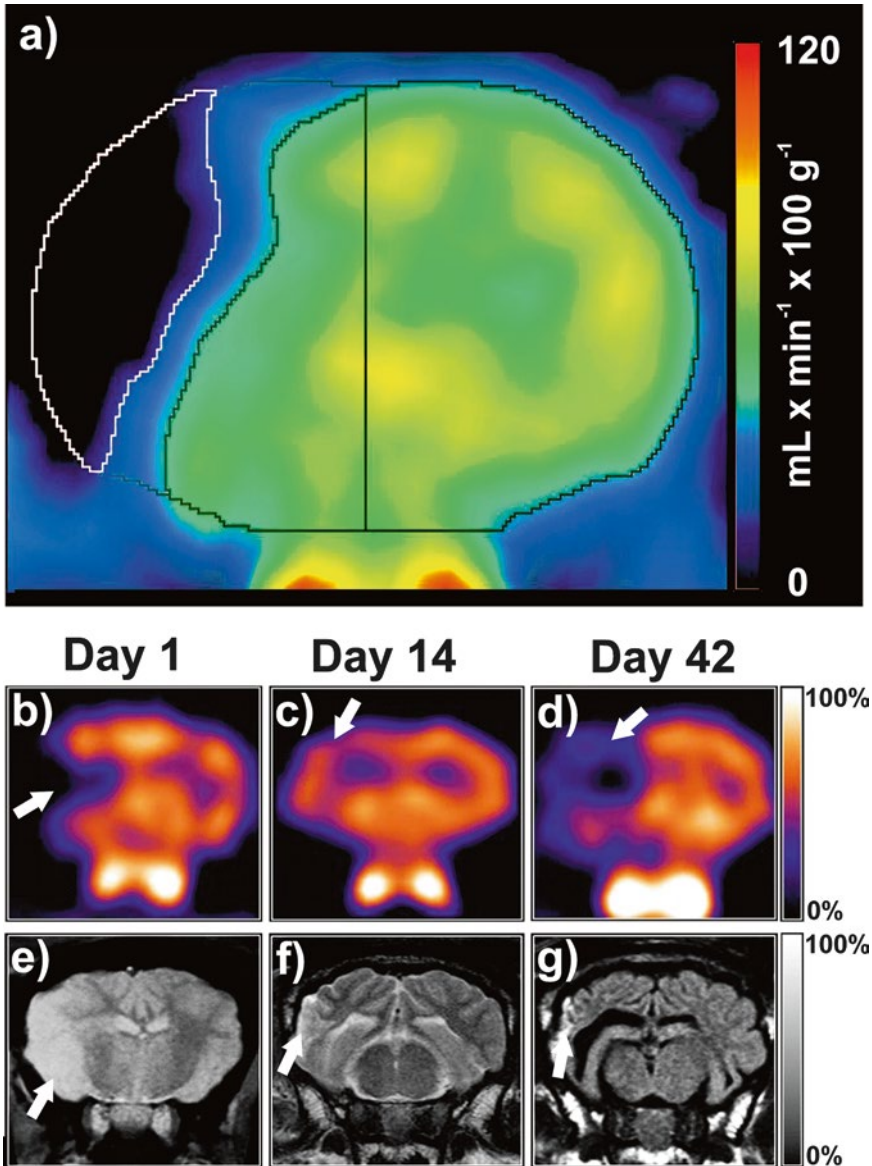 a)
120
mL x min⁻¹ x 100 g⁻¹
0
Day 1
Day 14
Day 42
b)
c)
d)
100%
0%
e)
f)
g)
100%
0%